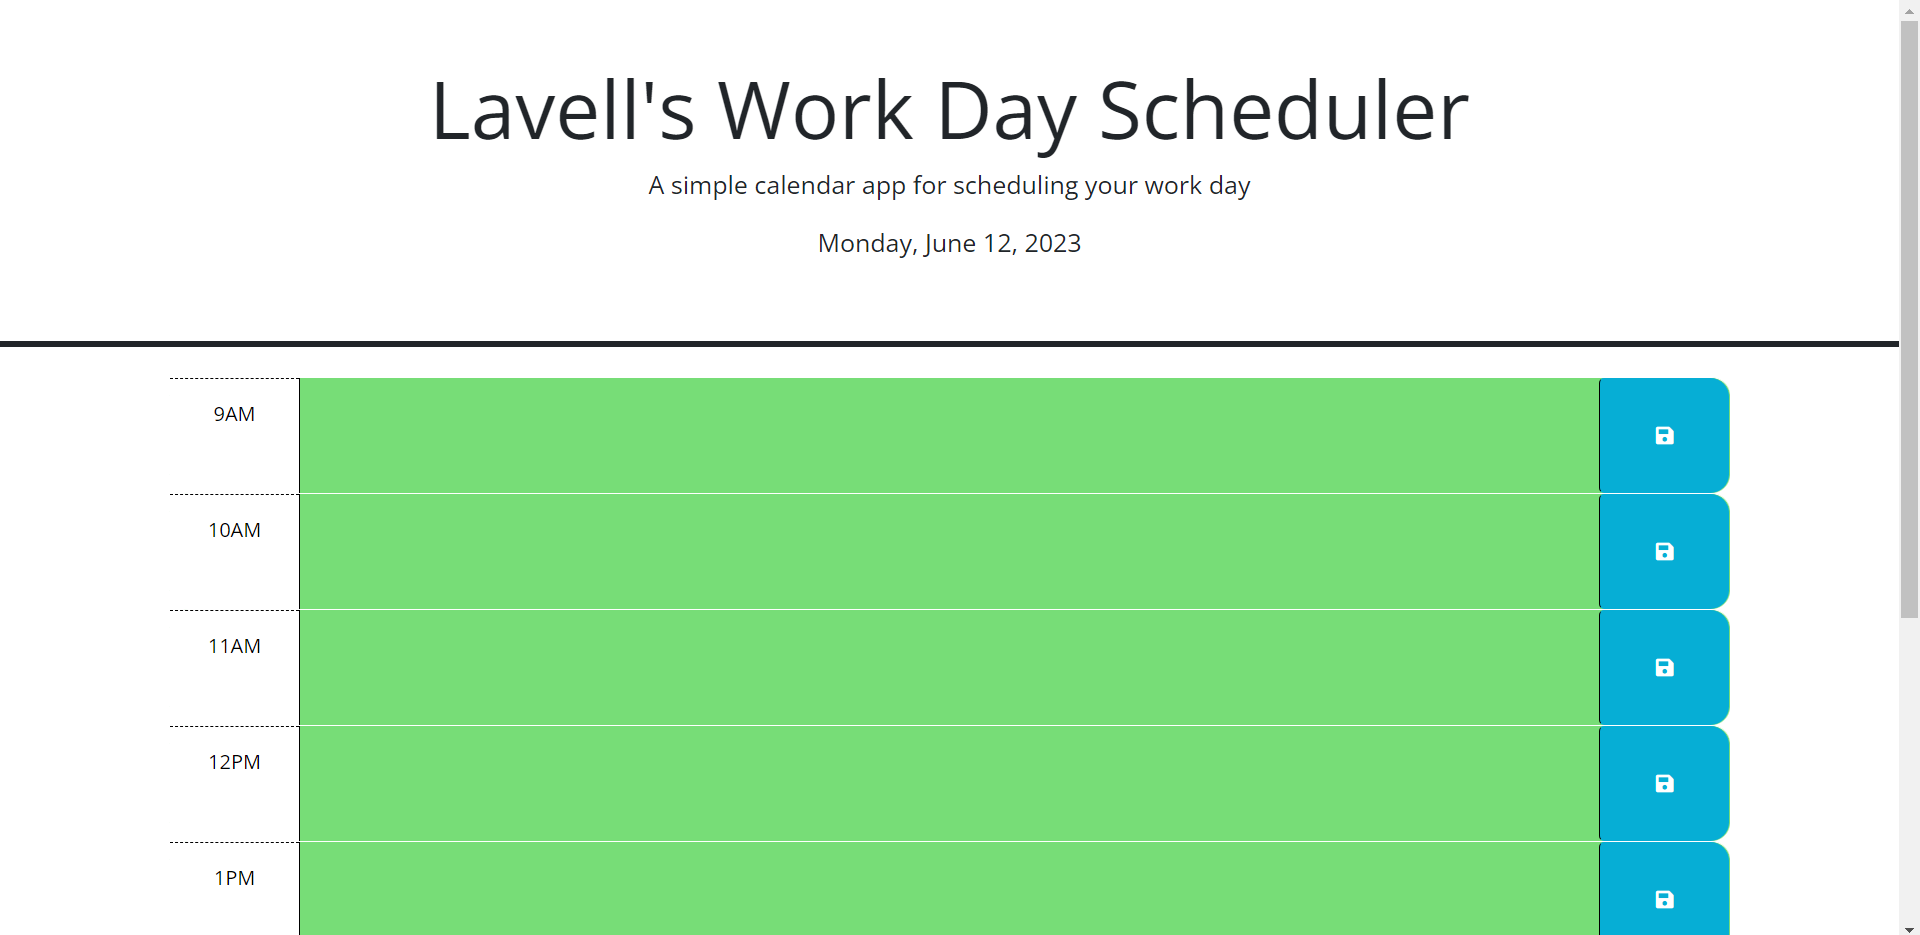 Lavell's Work Day Scheduler
A simple calendar app for scheduling your work day
Monday, June 12, 2023
9AM
10AM
11AM
12PM
1PM